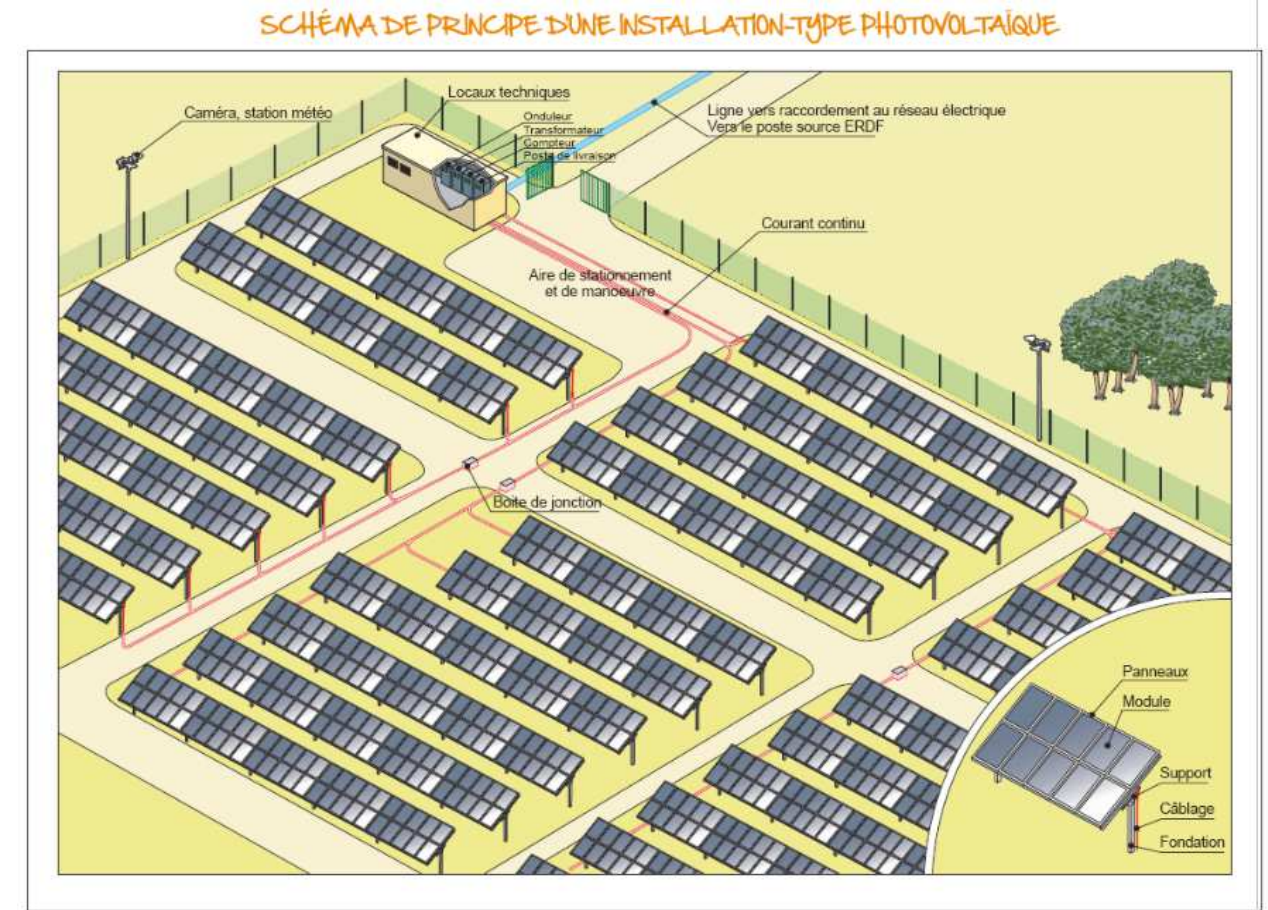 SCHÉMA DE PRINCIPE D'UNE INSTALLATION-TYPE PHOTOVOLTAÏQUE
Locaux techniques
Caméra, station météo
Onduleur
Transformateur
Compteur
Poste de livraison
Ligne vers raccordement au réseau électrique
Vers le poste source ERDF
Courant continu
Aire de stationnement
et de manoeuvre
Boite de jonction
Panneaux
Module
Support
Câblage
Fondation